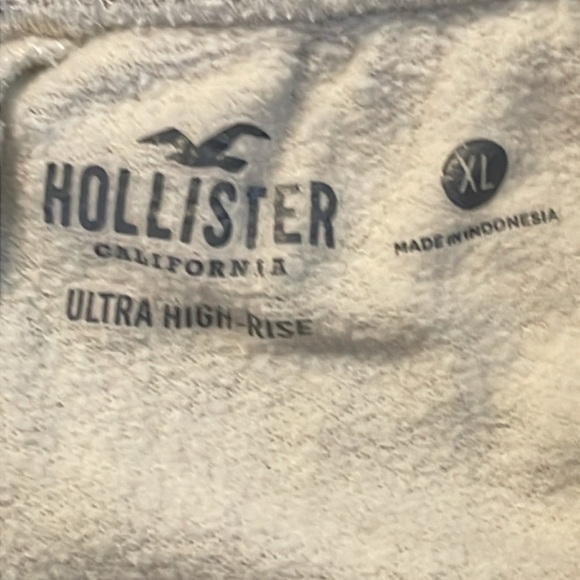 HOLLISTER
CALIFORNIA
ULTRA HIGH-RISE
XL
MADE IN INDONESIA